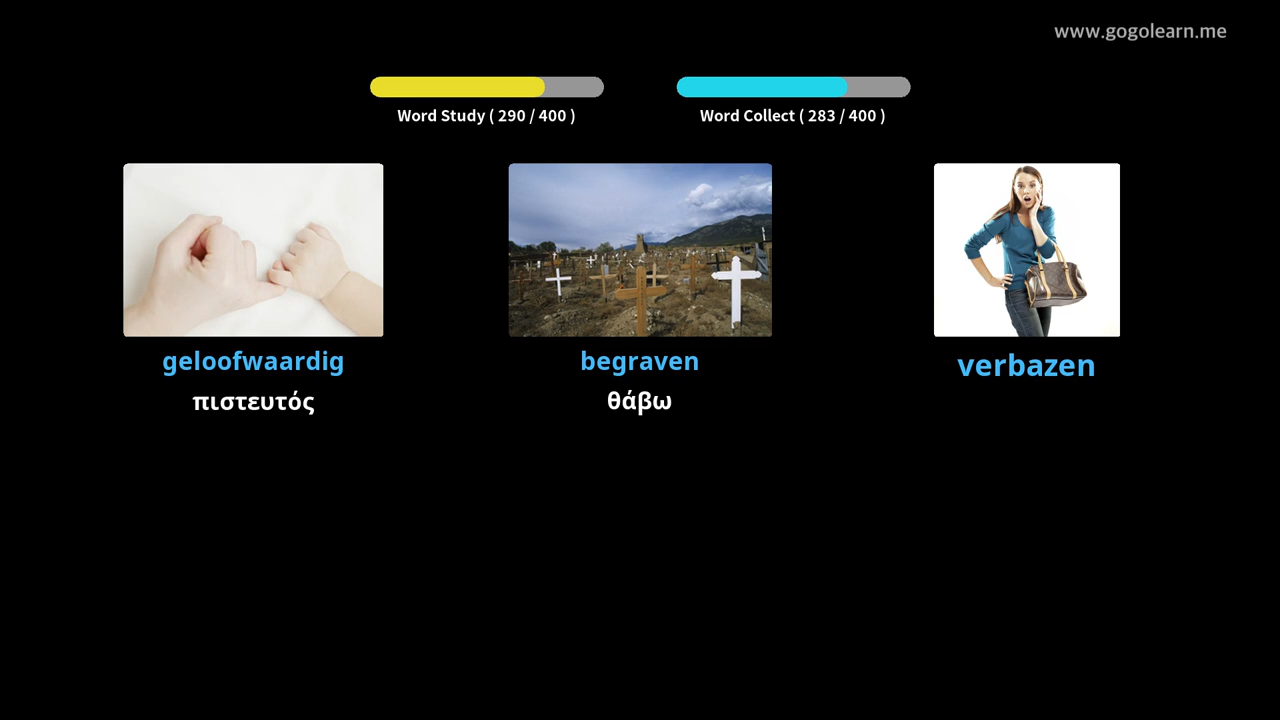 www.gogolearn.me
Word Study ( 290 / 400 )
Word Collect ( 283 / 400 )
geloofwaardig
πιστευτός
begraven
θάβω
verbazen